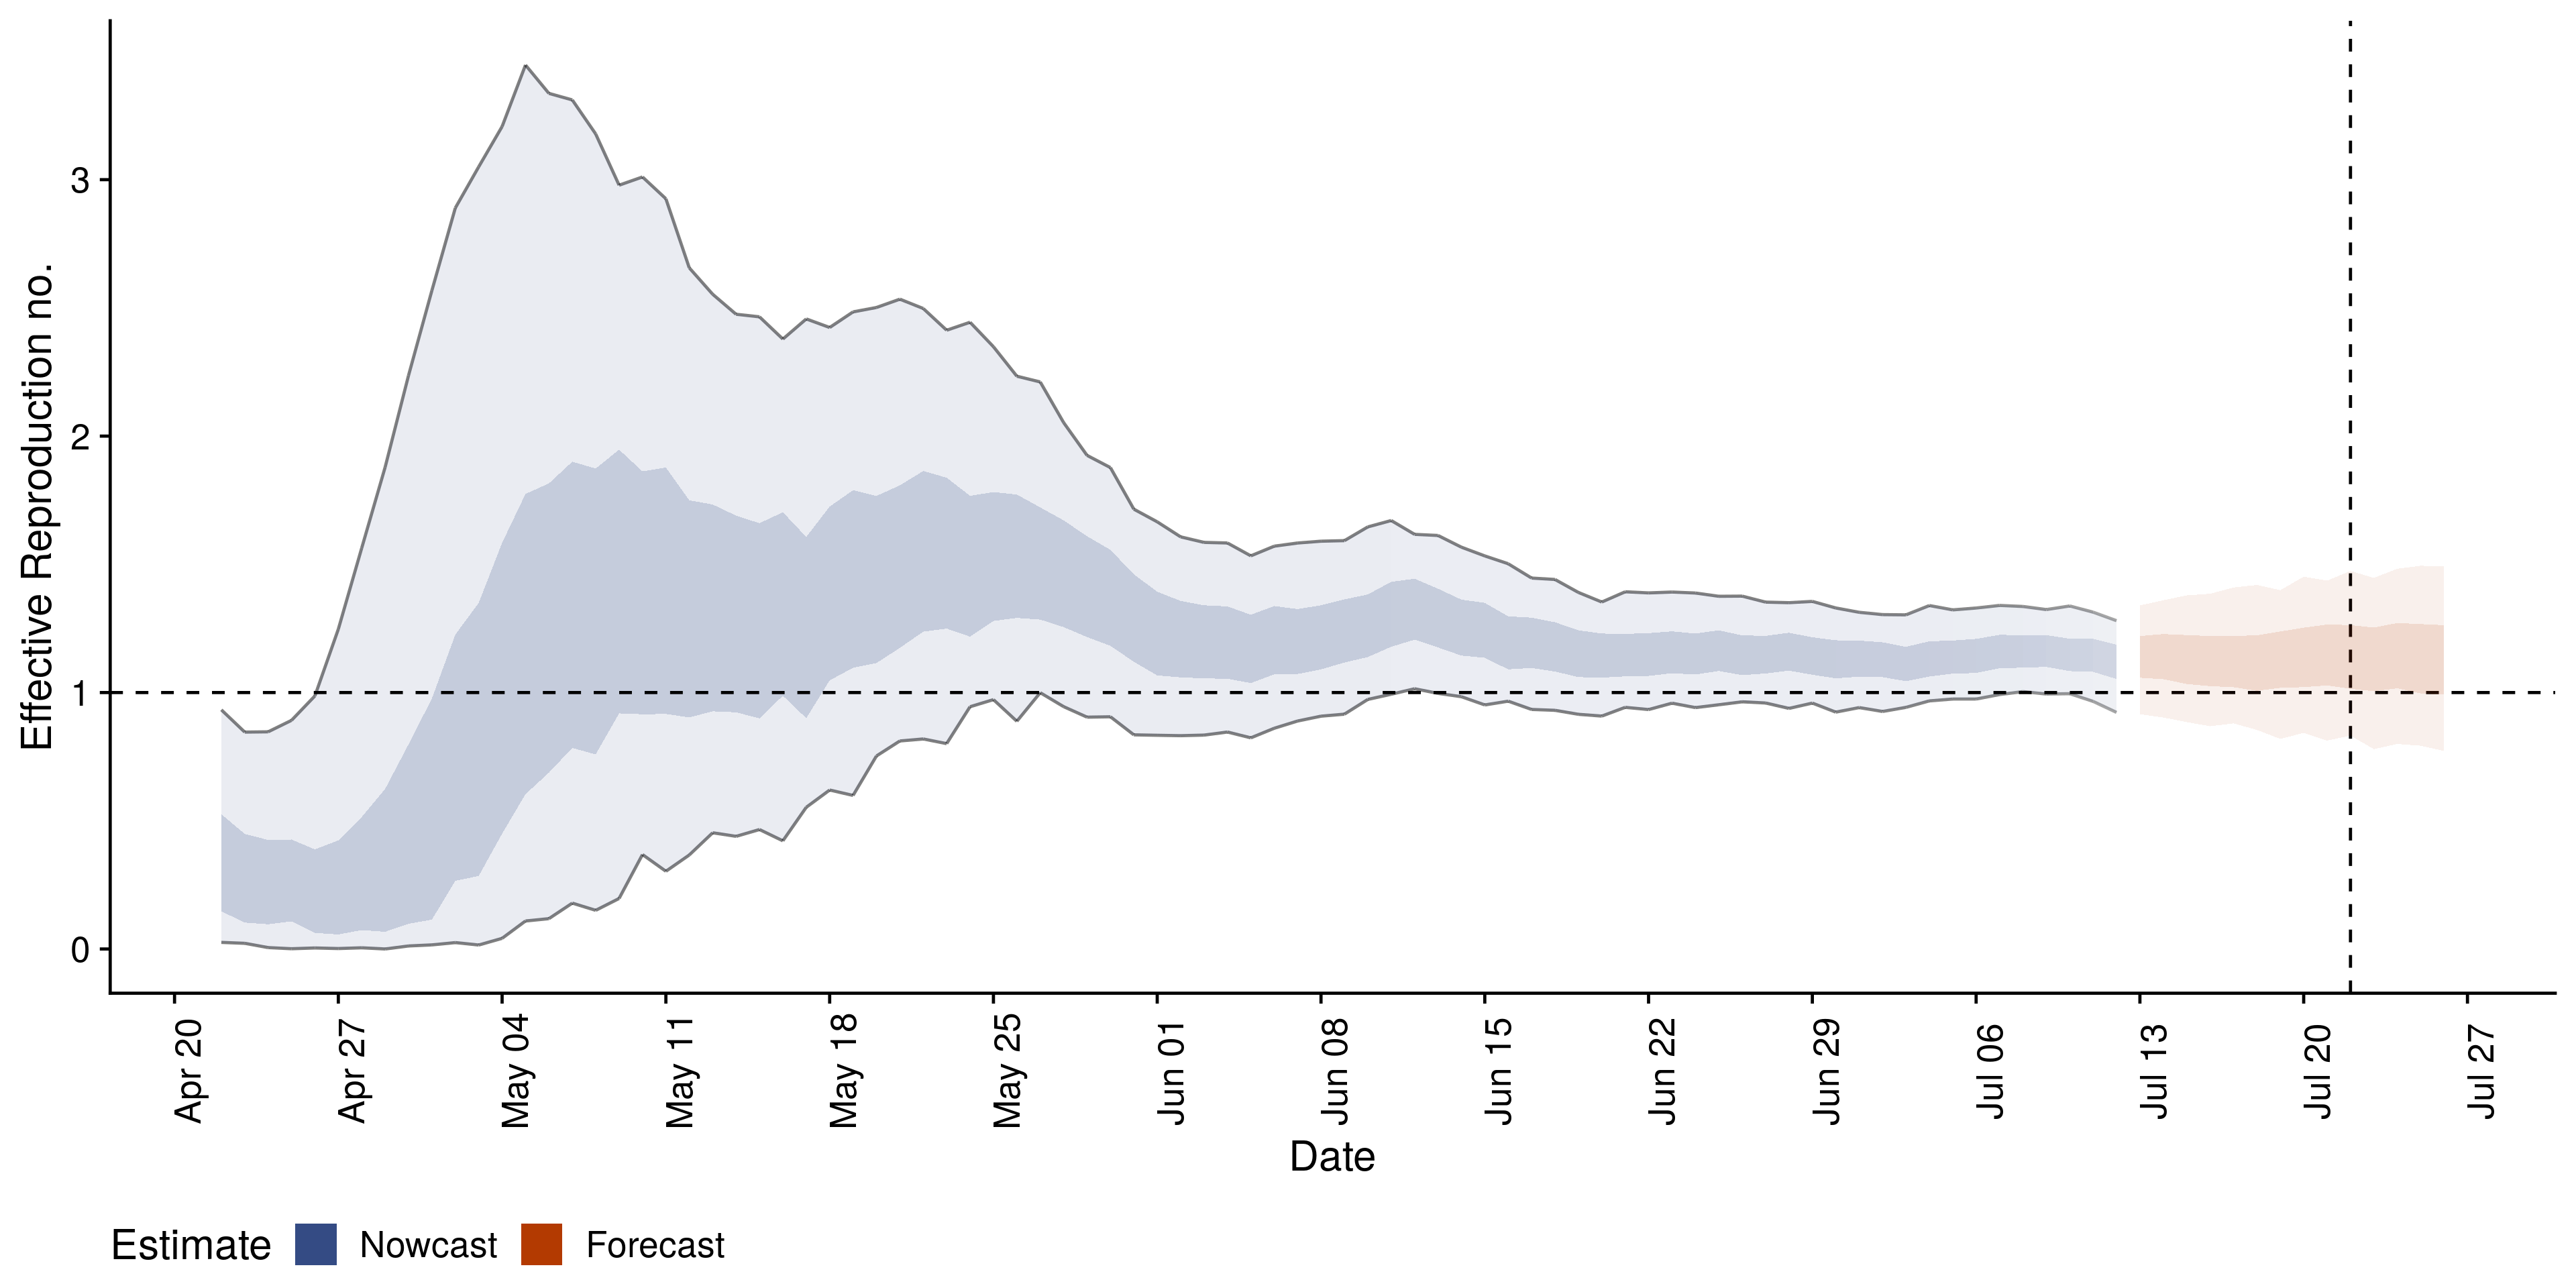 Effective Reproduction no.
3
2
1
0
Apr 20
Apr 27
May 04
May 11
May 18
May 25
Jun 01
Jun 08
Jun 15
Jun 22
Jun 29
Jul 06
Jul 13
Jul 20
Jul 27
Date
Estimate Nowcast Forecast